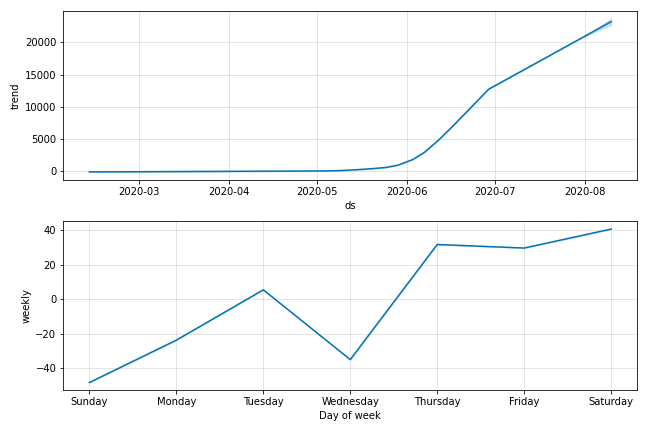 20000
15000
10000
5000
0
trend
2020-03 2020-04 2020-05 2020-06 2020-07 2020-08
ds
40
20
0
−20
−40
weekly
Sunday Monday Tuesday Wednesday Thursday Friday Saturday
Day of week